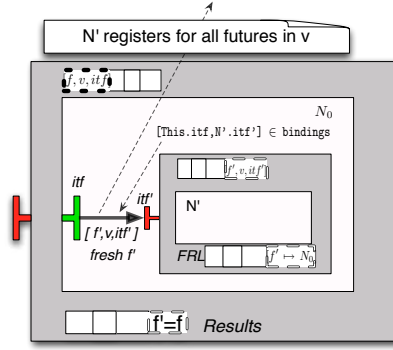 N' registers for all futures in v
[f, v, itf]
N₀
[This.itf,N'.itf'] ∈ bindings
[f', v, itf']
itf
itf'
N'
[ f',v,itf' ]
fresh f'
FRL
f' ↦ N₀
f'=f
Results